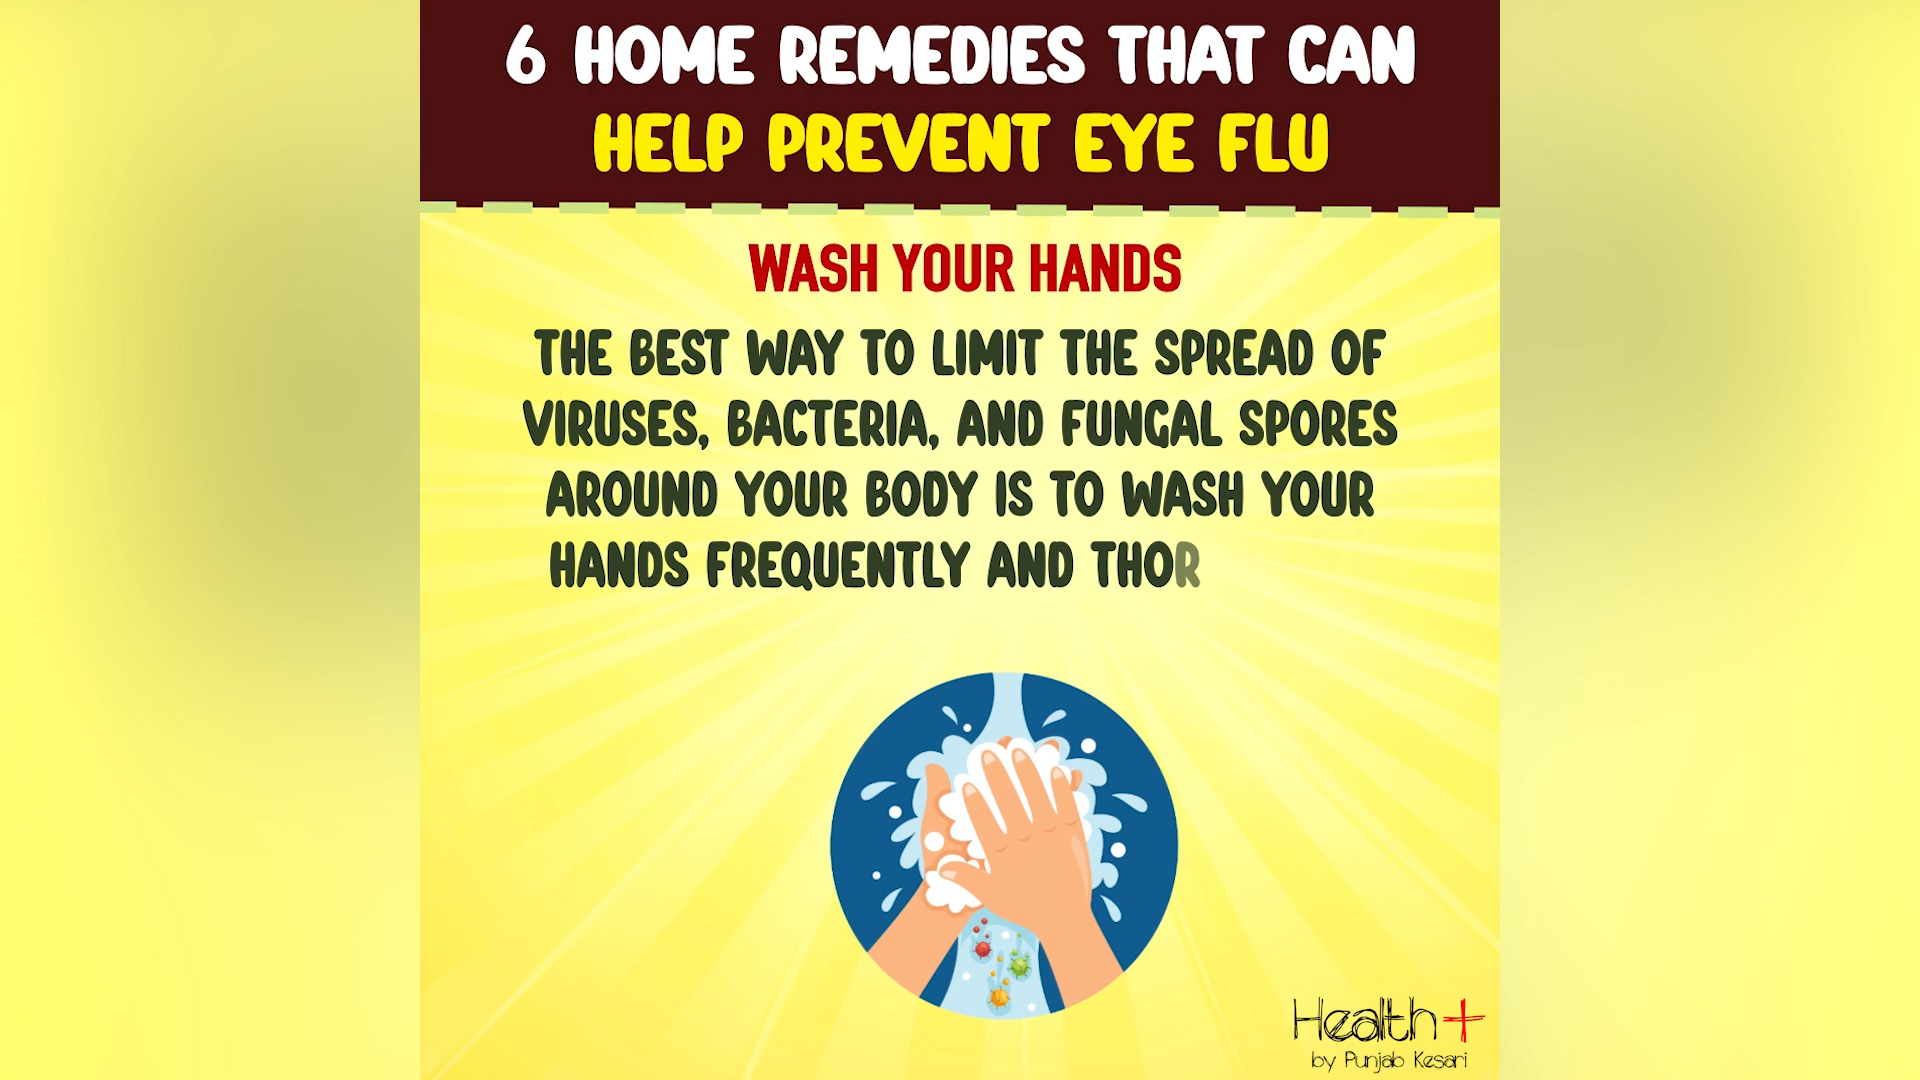 6 HOME REMEDIES THAT CAN
HELP PREVENT EYE FLU
WASH YOUR HANDS
THE BEST WAY TO LIMIT THE SPREAD OF
VIRUSES, BACTERIA, AND FUNGAL SPORES
AROUND YOUR BODY IS TO WASH YOUR
HANDS FREQUENTLY AND THOR
Health+
by Punjab Kesari